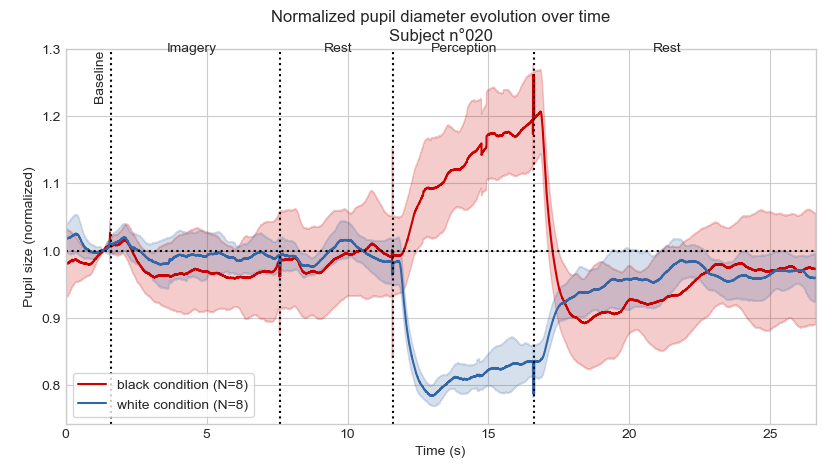 Normalized pupil diameter evolution over time
Subject n°020
Imagery
Rest
Perception
Rest
Baseline
Pupil size (normalized)
1.3
1.2
1.1
1.0
0.9
0.8
black condition (N=8)
white condition (N=8)
0
5
10
15
20
25
Time (s)